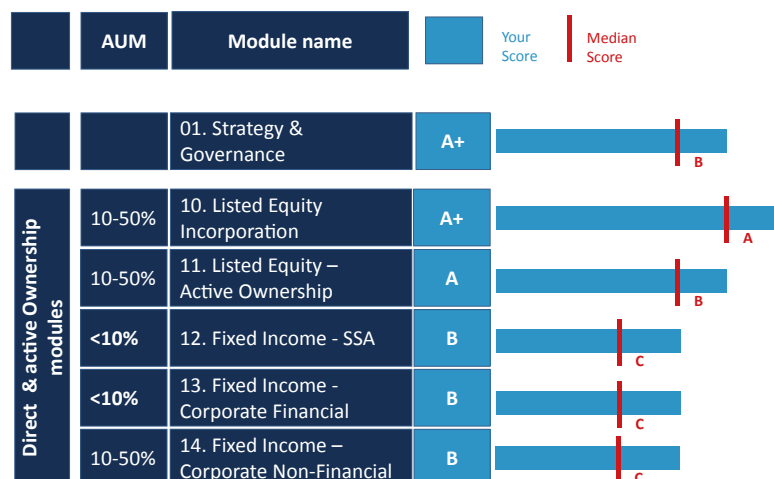 AUM
Module name
Your
Score
Median
Score
01. Strategy &
Governance
A+
B
Direct & active Ownership
modules
10-50%
10. Listed Equity
Incorporation
A+
A
10-50%
11. Listed Equity –
Active Ownership
A
B
<10%
12. Fixed Income - SSA
B
C
<10%
13. Fixed Income -
Corporate Financial
B
C
10-50%
14. Fixed Income –
Corporate Non-Financial
B
C